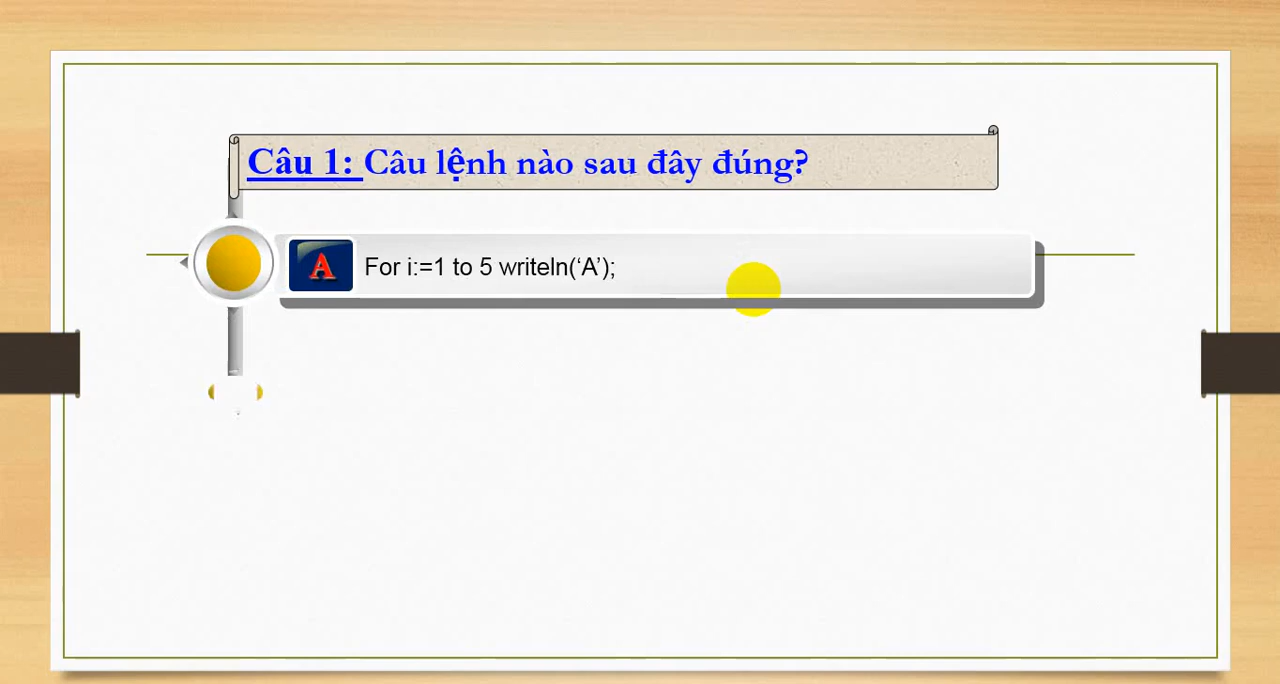 Câu 1: Câu lệnh nào sau đây đúng?
A For i:=1 to 5 writeln(‘A’);